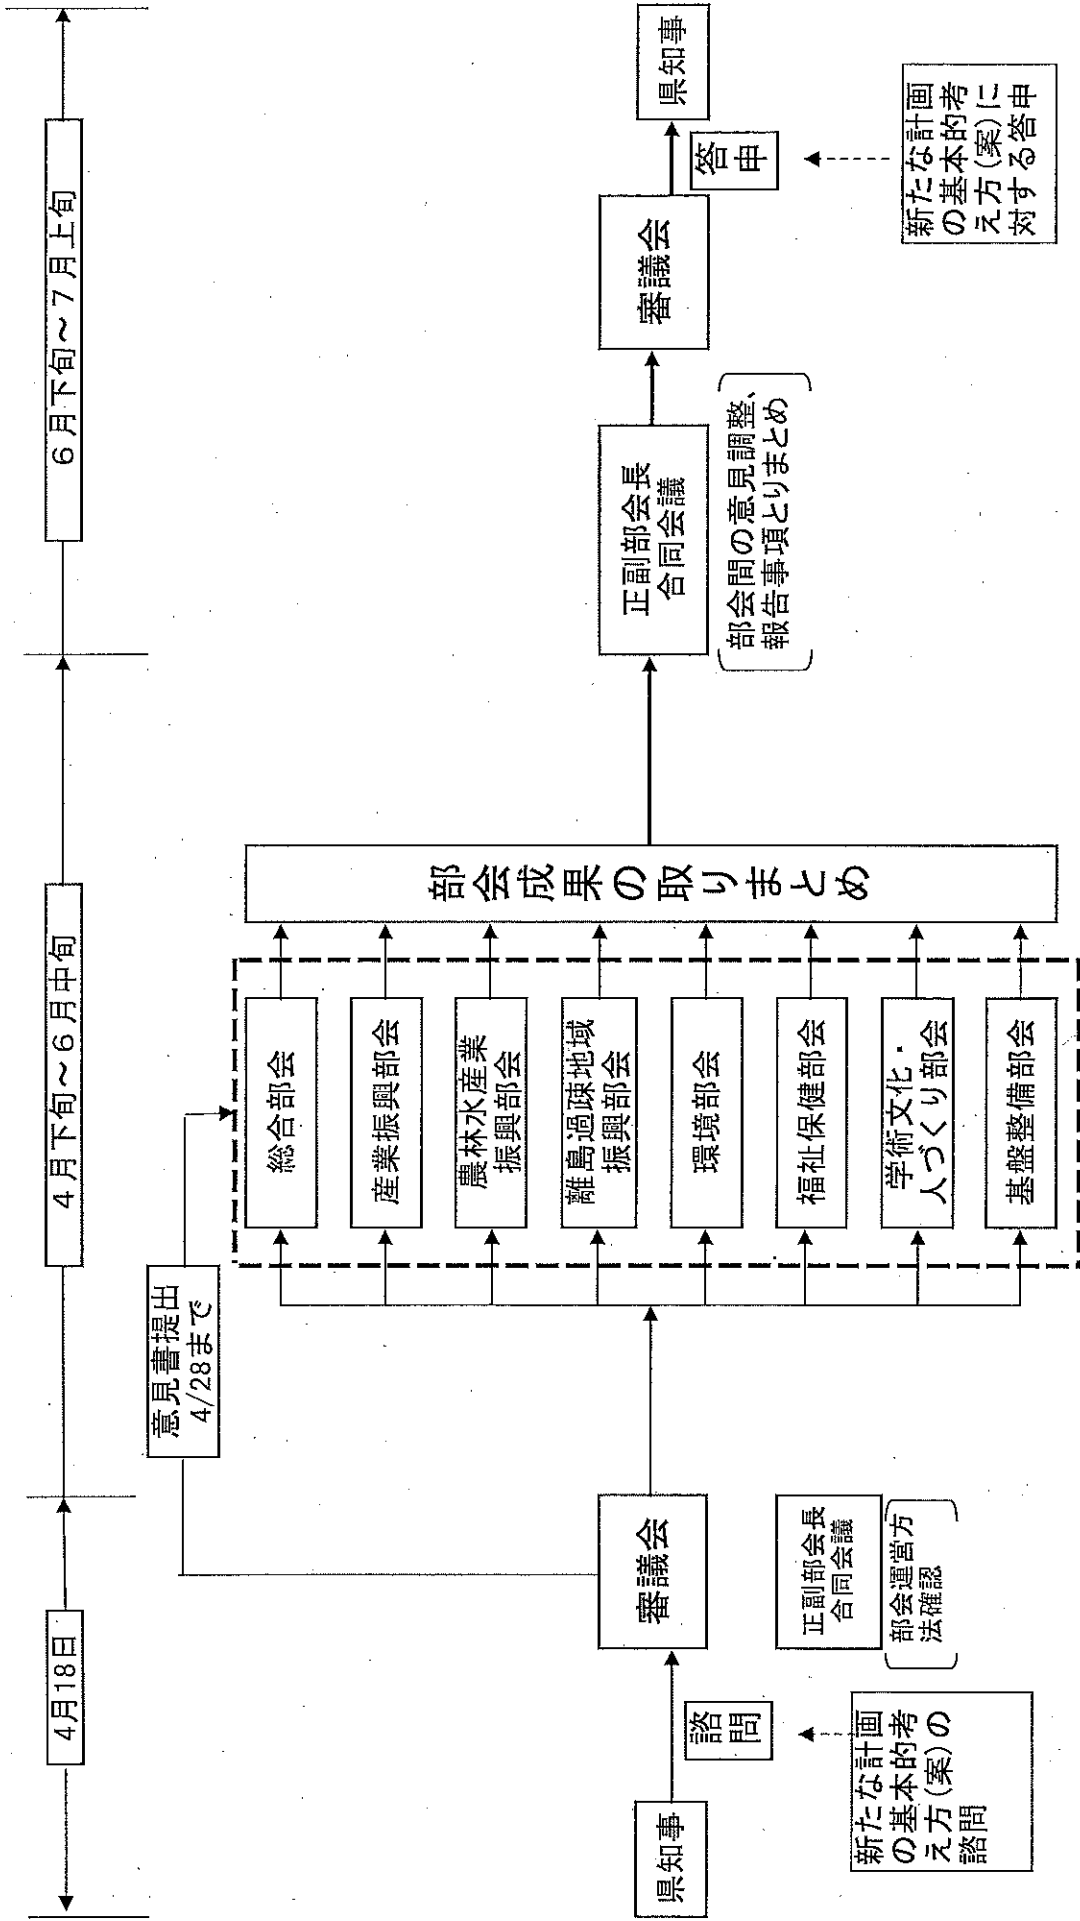 4月18日
4月下旬～6月中旬
6月下旬～7月上旬
意見書提出
4/28まで
県知事
諮問
新たな計画
の基本的考
え方(案)の
諮問
審議会
正副部会長
合同会議
部会運営方
法確認
総合部会
産業振興部会
農林水産業
振興部会
離島過疎地域
振興部会
環境部会
福祉保健部会
学術文化・
人づくり部会
基盤整備部会
部会成果の取りまとめ
正副部会長
合同会議
部会間の意見調整、
報告事項とりまとめ
審議会
答申
県知事
新たな計画
の基本的考
え方(案)に
対する答申